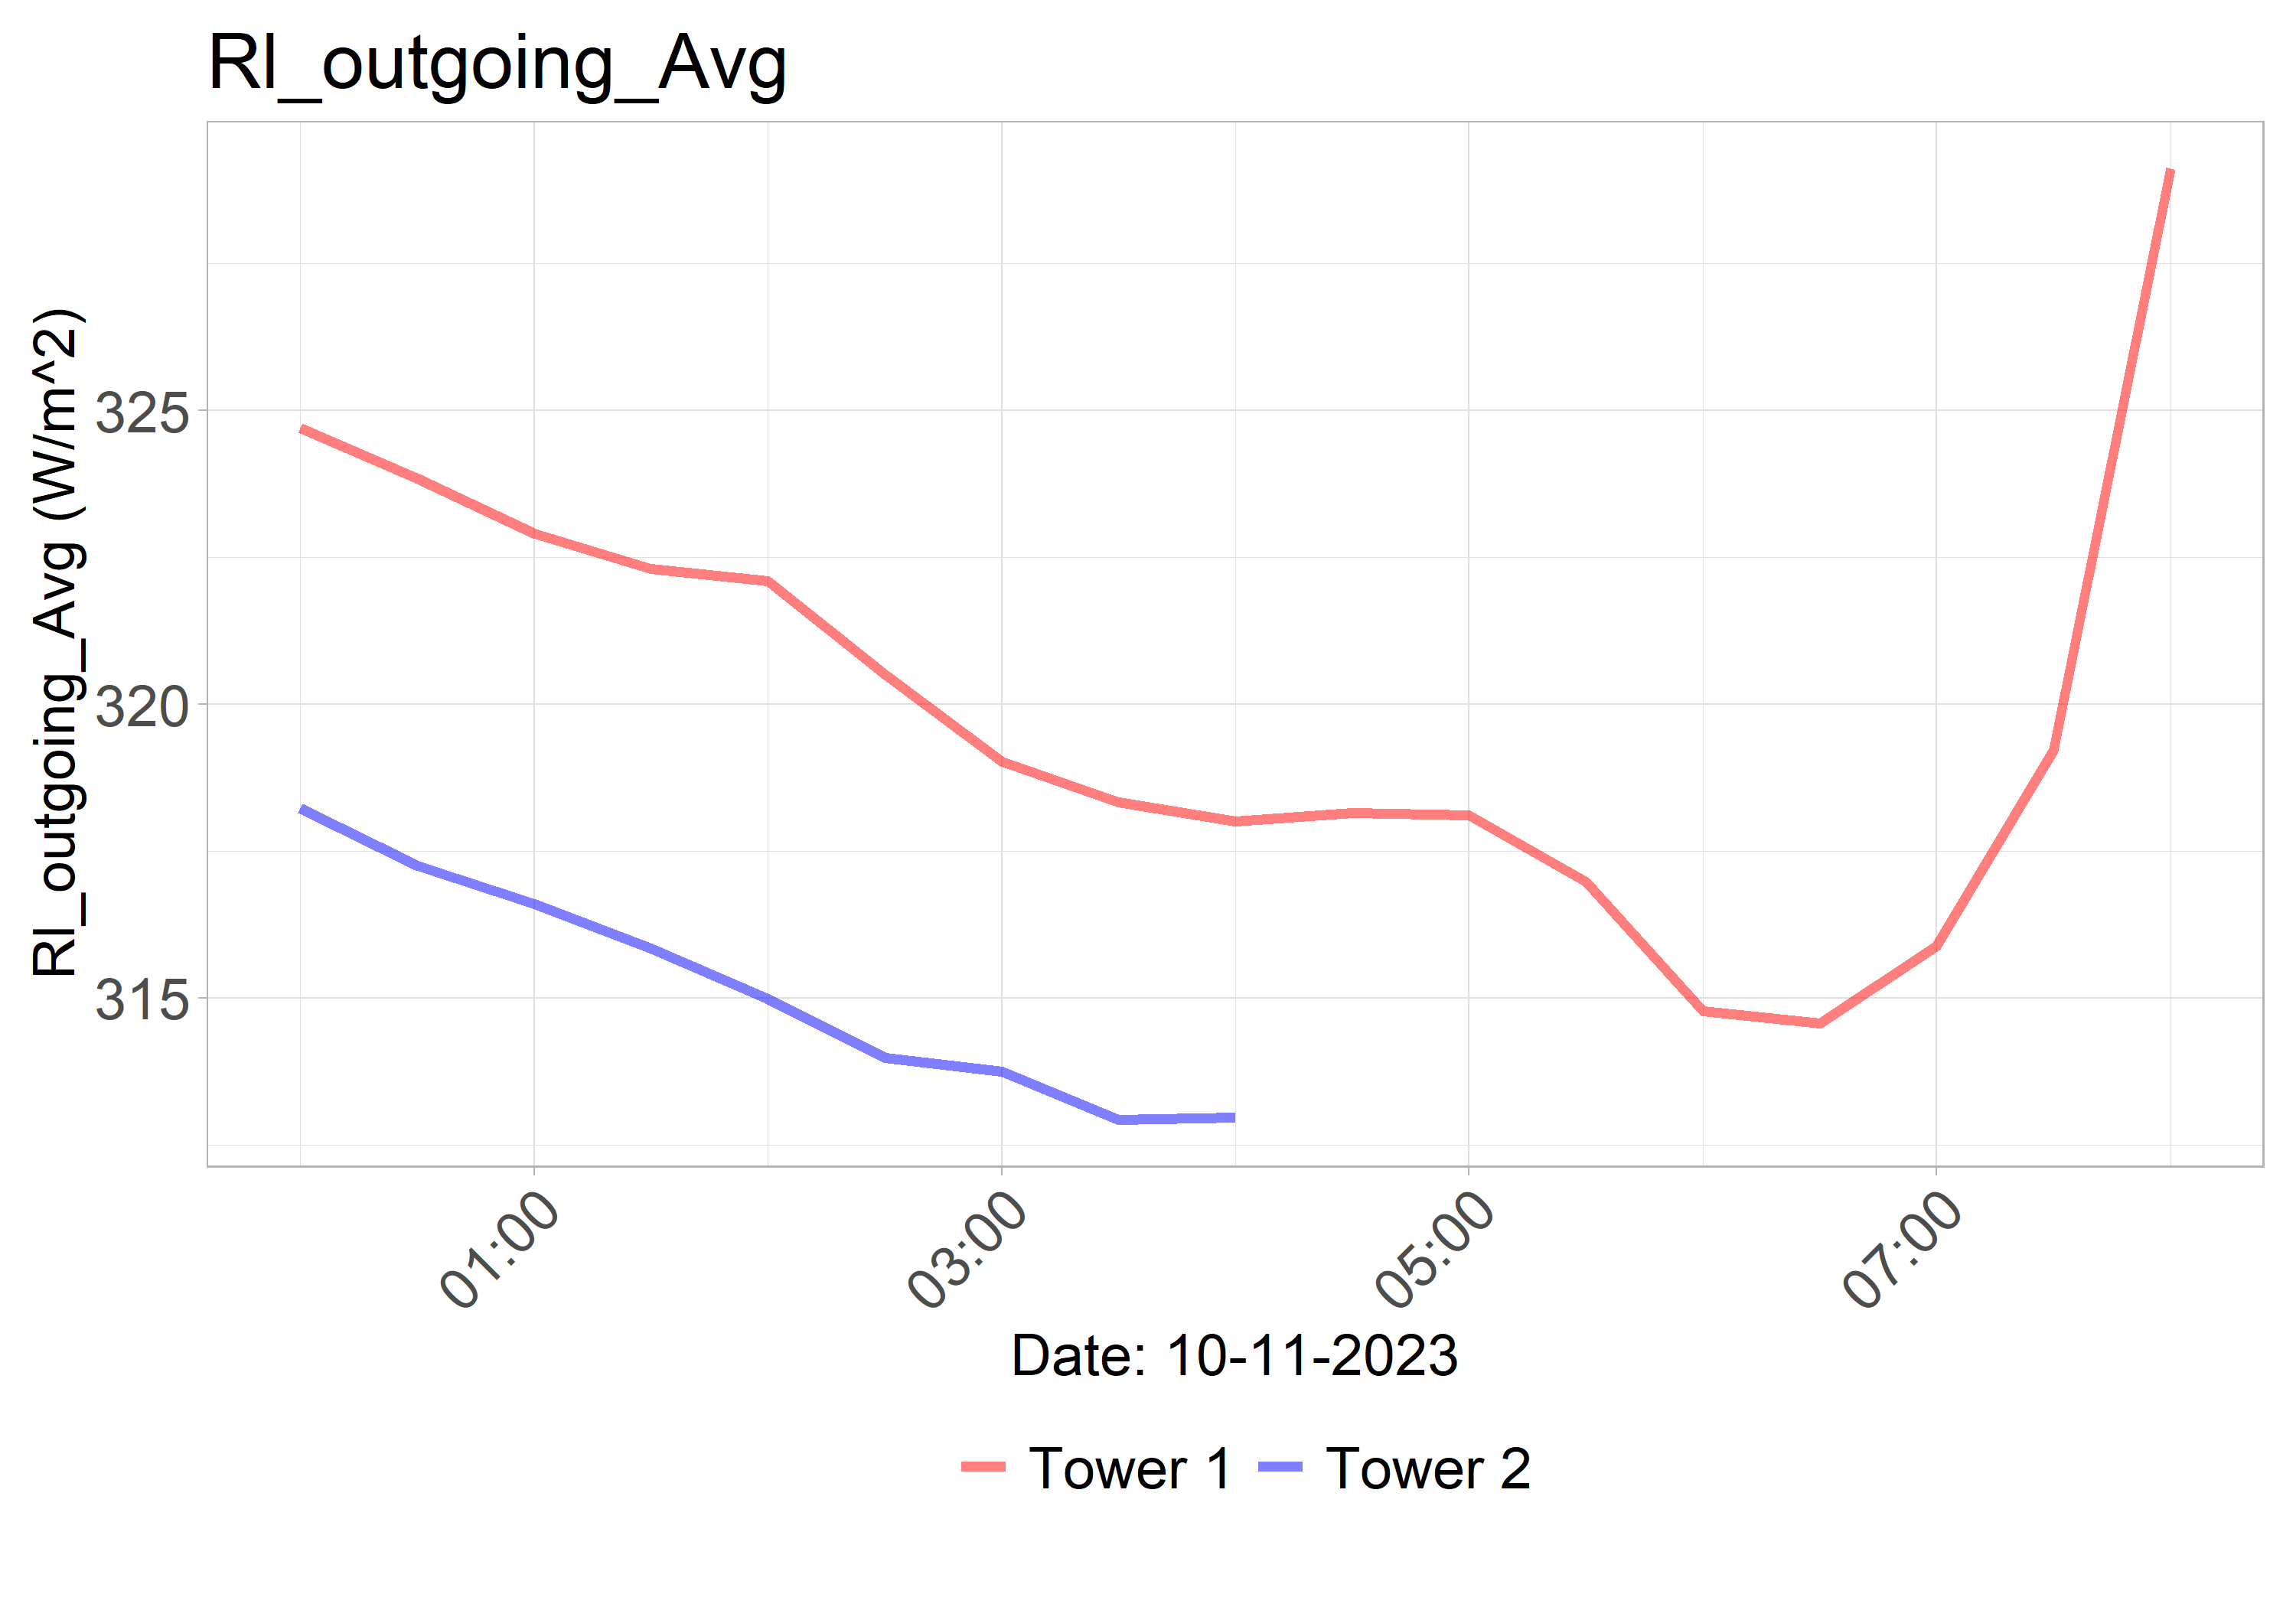 Rl_outgoing_Avg
Rl_outgoing_Avg (W/m^2)
325
320
315
01:00
03:00
05:00
07:00
Date: 10-11-2023
Tower 1
Tower 2